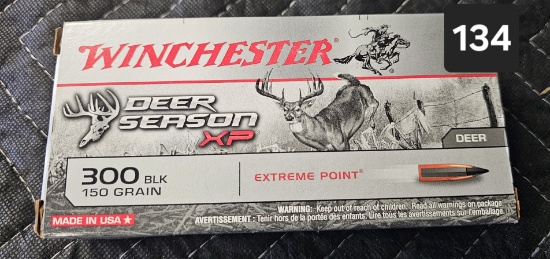 134
WINCHESTER
DEER
SEASON
XP
DEER
300 BLK
150 GRAIN
EXTREME POINT
MADE IN USA
WARNING: Keep out of reach of children. Read all warnings on package.
AVERTISSEMENT : Tenir hors de la portée des enfants. Lire tous les avertissements sur l'emballage.